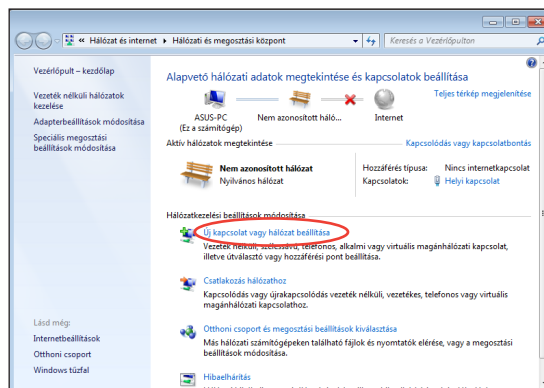 « Hálózat és internet ▸ Hálózati és megosztási központ
Keresés a Vezérlőpulton
Vezérlőpult – kezdőlap
Vezeték nélküli hálózatok
kezelése
Adapterbeállítások módosítása
Speciális megosztási
beállítások módosítása
Alapvető hálózati adatok megtekintése és kapcsolatok beállítása
Teljes térkép megjelenítése
ASUS-PC
(Ez a számítógép)
Nem azonosított háló...
Internet
Aktív hálózatok megtekintése
Kapcsolódás vagy kapcsolatbontás
Nem azonosított hálózat
Nyilvános hálózat
Hozzáférés típusa: Nincs internetkapcsolat
Kapcsolatok: Helyi kapcsolat
Hálózatkezelési beállítások módosítása
Új kapcsolat vagy hálózat beállítása
Vezeték nélküli, szélessávú, telefonos, alkalmi vagy virtuális magánhálózati kapcsolat,
illetve útválasztó vagy hozzáférési pont beállítása.
Csatlakozás hálózathoz
Kapcsolódás vagy újrakapcsolódás vezeték nélküli, vezetékes, telefonos vagy virtuális
magánhálózati kapcsolathoz.
Otthoni csoport és megosztási beállítások kiválasztása
Más hálózati számítógépeken található fájlok és nyomtatók elérése, vagy a megosztási
beállítások módosítása.
Hibaelhárítás
Lásd még:
Internetbeállítások
Otthoni csoport
Windows tűzfal